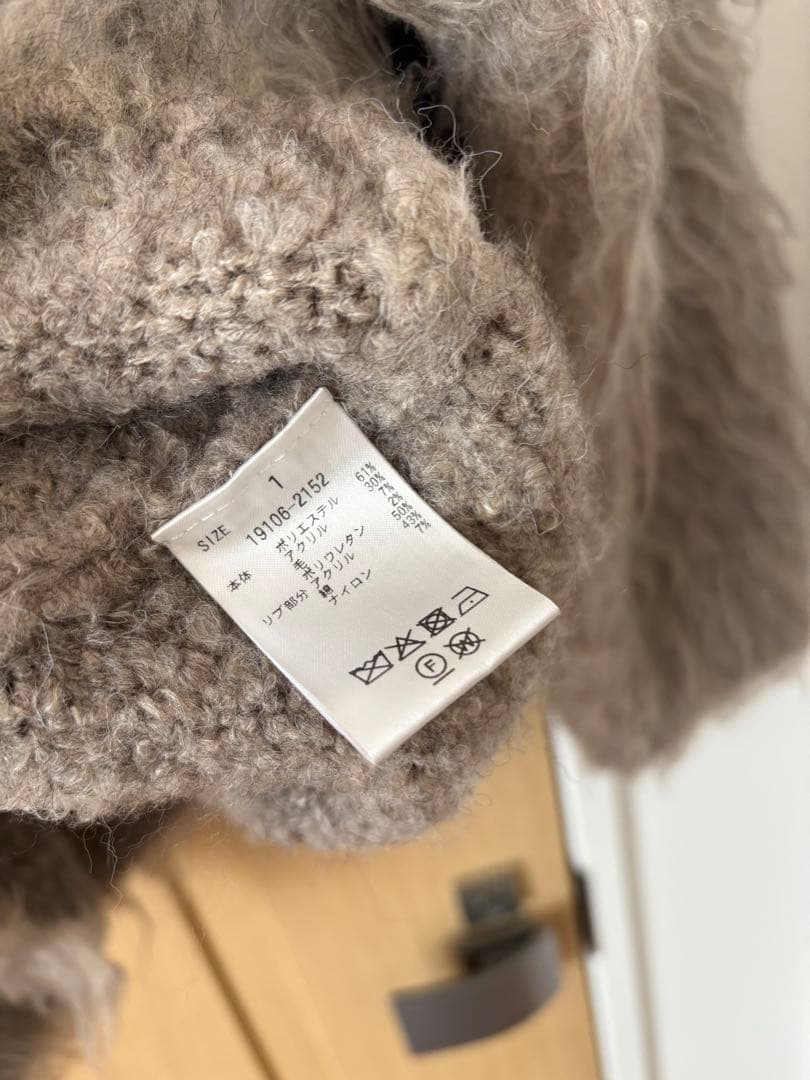 SIZE 1
19106-2152
本体 ポリエステル 61%
アクリル 30%
毛 7%
ポリウレタン 2%
リブ部分 アクリル 50%
綿 43%
ナイロン 7%
F W